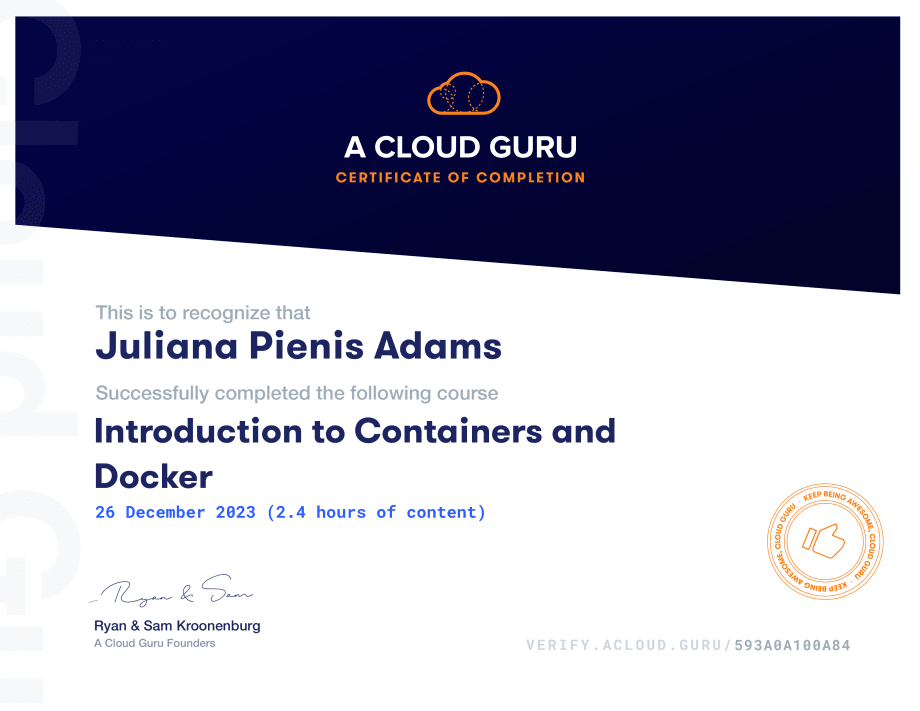 A CLOUD GURU
CERTIFICATE OF COMPLETION
This is to recognize that
Juliana Pienis Adams
Successfully completed the following course
Introduction to Containers and
Docker
26 December 2023 (2.4 hours of content)
KEEP BEING AWESOME, CLOUD GURU · KEEP BEING AWESOME, CLOUD GURU ·
Ryan & Sam
Ryan & Sam Kroonenburg
A Cloud Guru Founders
VERIFY.ACLOUD.GURU/593A0A100A84
Cloud Gu